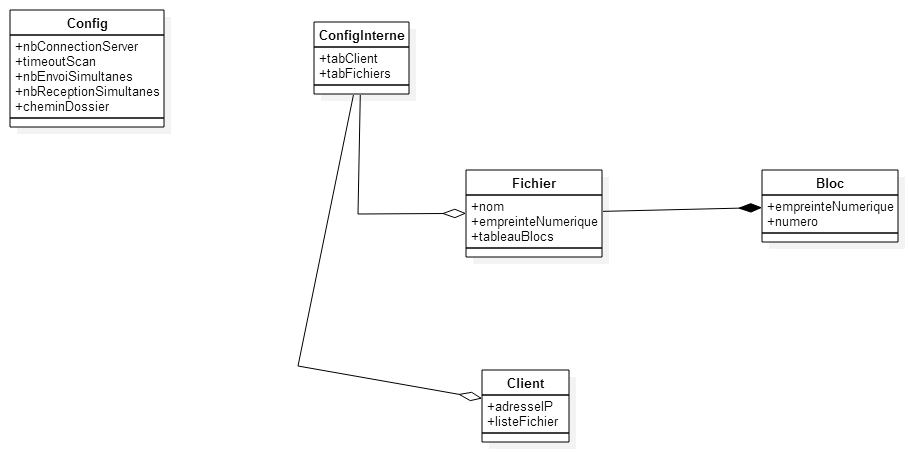 Config
+nbConnectionServer
+timeoutScan
+nbEnvoiSimultanes
+nbReceptionSimultanes
+cheminDossier
ConfigInterne
+tabClient
+tabFichiers
Fichier
+nom
+empreinteNumerique
+tableauBlocs
Bloc
+empreinteNumerique
+numero
Client
+adresseIP
+listeFichier